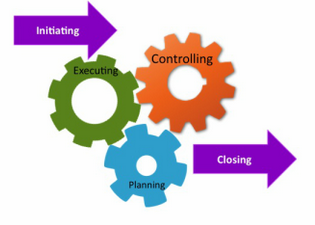 Initiating
Executing
Controlling
Closing
Planning